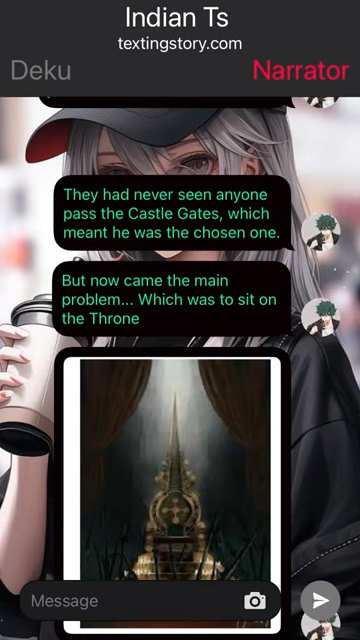 Indian Ts
textingstory.com
Deku
Narrator
They had never seen anyone
pass the Castle Gates, which
meant he was the chosen one.
But now came the main
problem... Which was to sit on
the Throne
Message